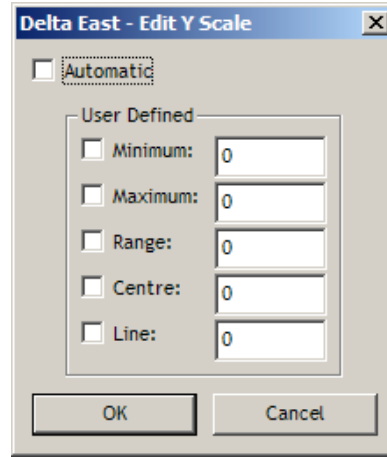 Delta East - Edit Y Scale
Automatic
User Defined
Minimum: 0
Maximum: 0
Range: 0
Centre: 0
Line: 0
OK Cancel